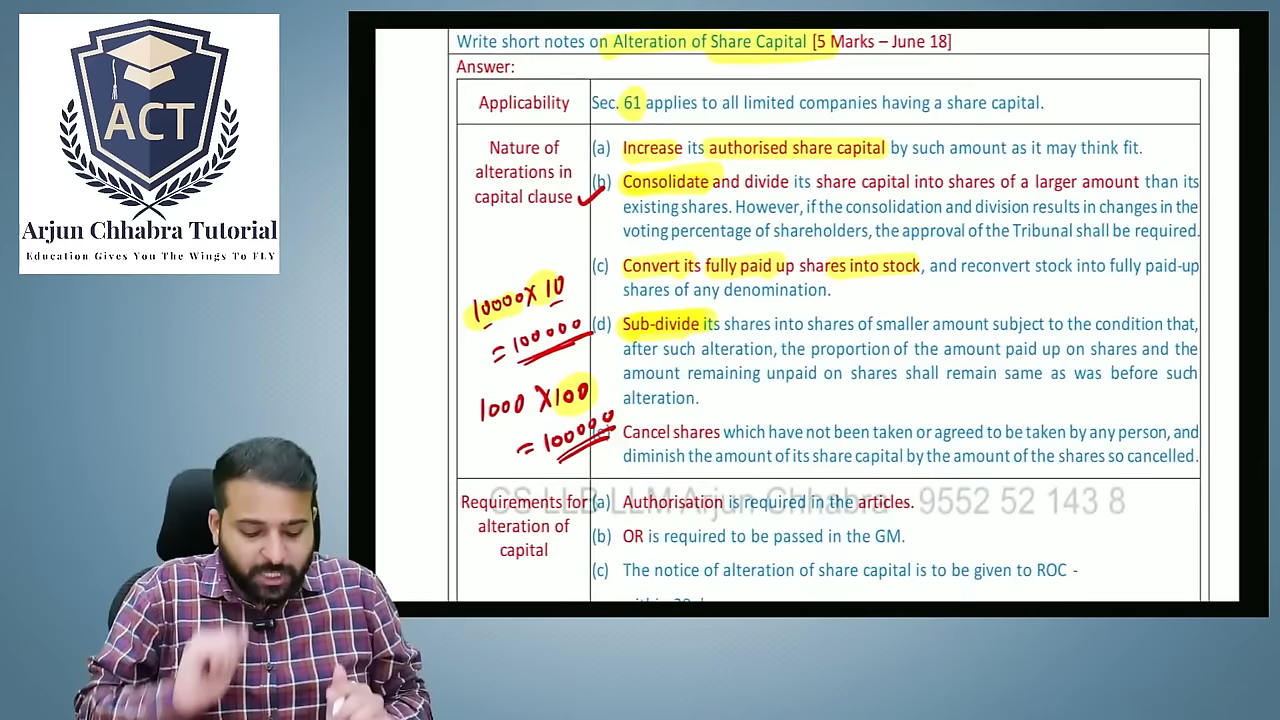 ACT
Arjun Chhabra Tutorial
Education Gives You The Wings To FLY
Write short notes on Alteration of Share Capital [5 Marks – June 18]
Answer:
Applicability
Sec. 61 applies to all limited companies having a share capital.
Nature of
alterations in
capital clause
(a) Increase its authorised share capital by such amount as it may think fit.
(b) Consolidate and divide its share capital into shares of a larger amount than its
existing shares. However, if the consolidation and division results in changes in the
voting percentage of shareholders, the approval of the Tribunal shall be required.
(c) Convert its fully paid up shares into stock, and reconvert stock into fully paid-up
shares of any denomination.
(d) Sub-divide its shares into shares of smaller amount subject to the condition that,
after such alteration, the proportion of the amount paid up on shares and the
amount remaining unpaid on shares shall remain same as was before such
alteration.
Cancel shares which have not been taken or agreed to be taken by any person, and
diminish the amount of its share capital by the amount of the shares so cancelled.
10000 X 10
= 100000
1000 X 100
= 100000
Requirements for
alteration of
capital
(a) Authorisation is required in the articles.
(b) OR is required to be passed in the GM.
(c) The notice of alteration of share capital is to be given to ROC -
CS LLB LLM Arjun Chhabra - 9552 52 143 8